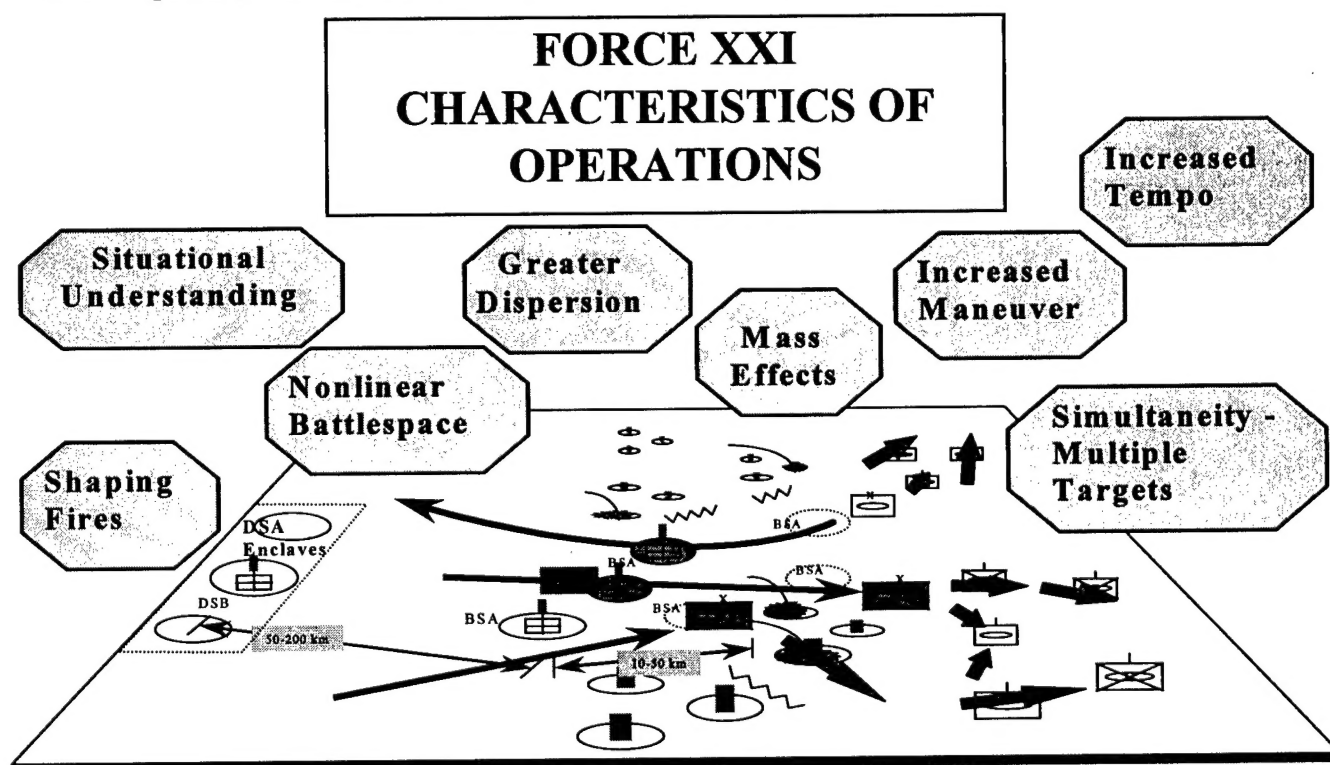 FORCE XXI
CHARACTERISTICS OF
OPERATIONS
Increased
Tempo
Situational
Understanding
Greater
Dispersion
Increased
Maneuver
Mass
Effects
Nonlinear
Battlespace
Simultaneity -
Multiple
Targets
Shaping
Fires
DSA
Enclaves
DSB
50-200 km
BSA
BSA
BSA
BSA
BSA
10-50 km
X
X
X